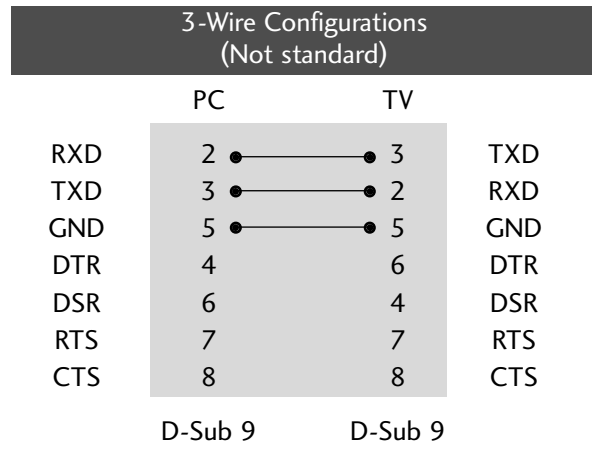 3-Wire Configurations
(Not standard)
PC TV
RXD 2 3 TXD
TXD 3 2 RXD
GND 5 5 GND
DTR 4 6 DTR
DSR 6 4 DSR
RTS 7 7 RTS
CTS 8 8 CTS
D-Sub 9 D-Sub 9